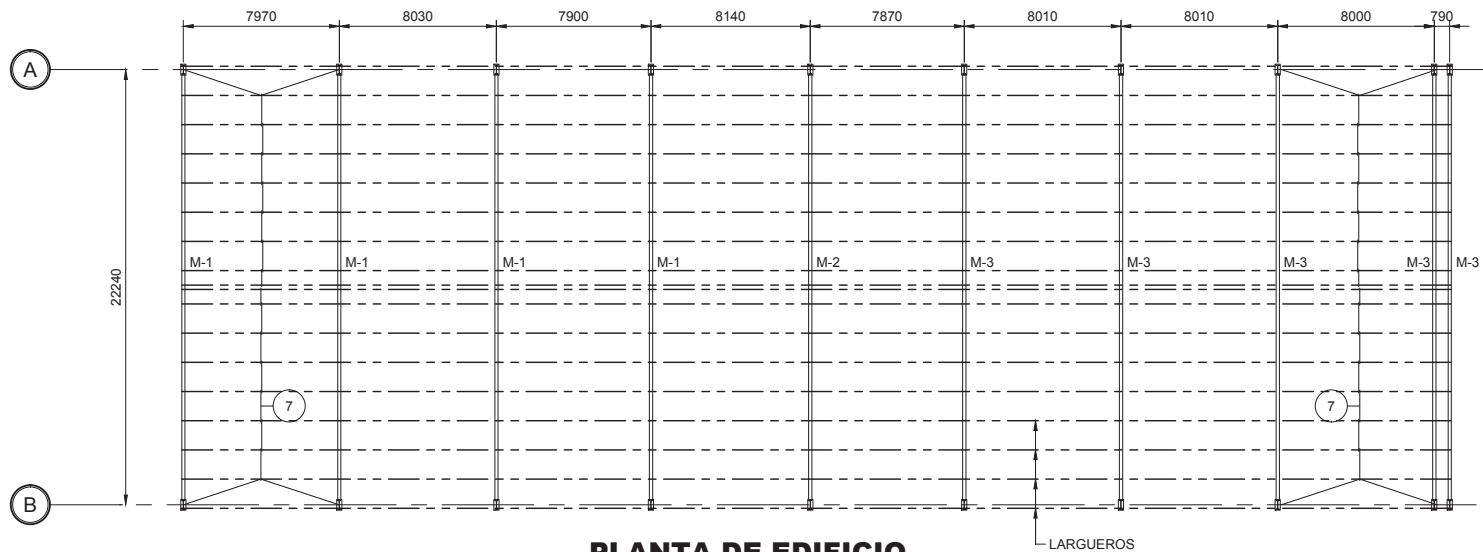 7970 8030 7900 8140 7870 8010 8010 8000 790
A
M-1 M-1 M-1 M-1 M-2 M-3 M-3 M-3 M-3 M-3
22240
7 7
B
LARGUEROS
PLANTA DE EDIFICIO